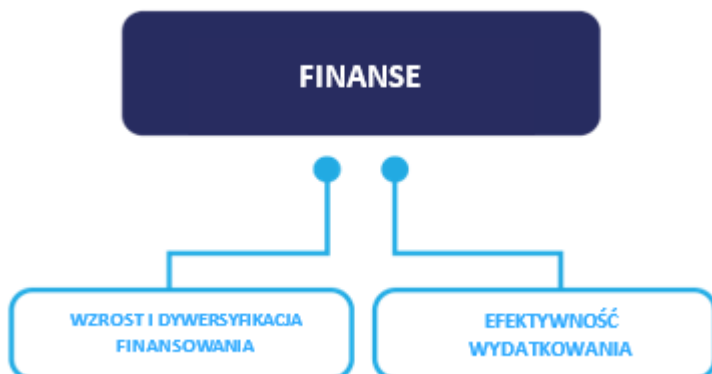 FINANSE
WZROST I DYWERSYFIKACJA
FINANSOWANIA
EFEKTYWNOŚĆ
WYDATKOWANIA